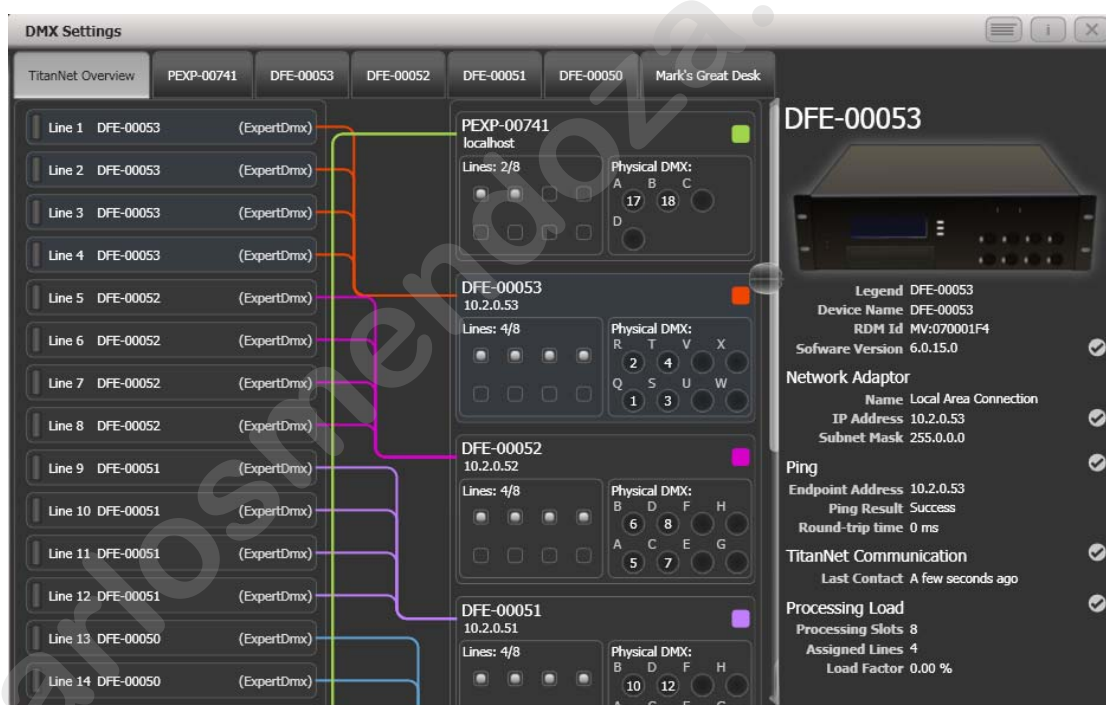 DMX Settings
TitanNet Overview
PEXP-00741
DFE-00053
DFE-00052
DFE-00051
DFE-00050
Mark's Great Desk
Line 1 DFE-00053 (ExpertDmx)
Line 2 DFE-00053 (ExpertDmx)
Line 3 DFE-00053 (ExpertDmx)
Line 4 DFE-00053 (ExpertDmx)
Line 5 DFE-00052 (ExpertDmx)
Line 6 DFE-00052 (ExpertDmx)
Line 7 DFE-00052 (ExpertDmx)
Line 8 DFE-00052 (ExpertDmx)
Line 9 DFE-00051 (ExpertDmx)
Line 10 DFE-00051 (ExpertDmx)
Line 11 DFE-00051 (ExpertDmx)
Line 12 DFE-00051 (ExpertDmx)
Line 13 DFE-00050 (ExpertDmx)
Line 14 DFE-00050 (ExpertDmx)
PEXP-00741
localhost
Lines: 2/8
Physical DMX:
A B C
17 18
D
DFE-00053
10.2.0.53
Lines: 4/8
Physical DMX:
R T V X
2 4
Q S U W
1 3
DFE-00052
10.2.0.52
Lines: 4/8
Physical DMX:
B D F H
6 8
A C E G
5 7
DFE-00051
10.2.0.51
Lines: 4/8
Physical DMX:
B D F H
10 12
A C E G
DFE-00053
Legend DFE-00053
Device Name DFE-00053
RDM Id MV:070001F4
Sofware Version 6.0.15.0
Network Adaptor
Name Local Area Connection
IP Address 10.2.0.53
Subnet Mask 255.0.0.0
Ping
Endpoint Address 10.2.0.53
Ping Result Success
Round-trip time 0 ms
TitanNet Communication
Last Contact A few seconds ago
Processing Load
Processing Slots 8
Assigned Lines 4
Load Factor 0.00 %
arlosmendoza.